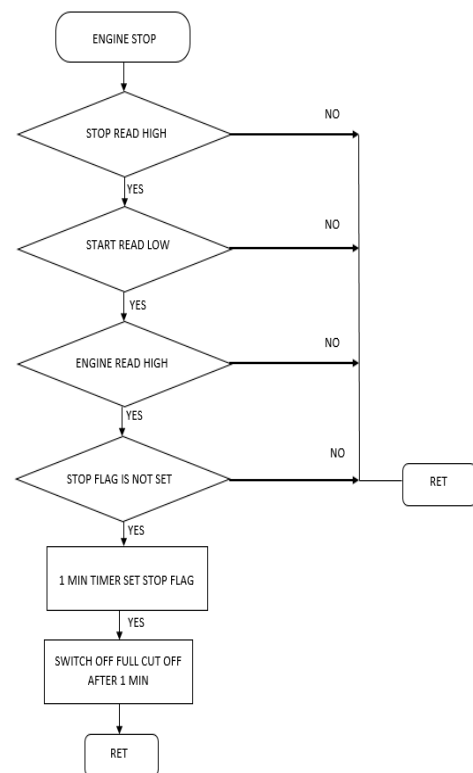 ENGINE STOP
STOP READ HIGH
NO
YES
START READ LOW
NO
YES
ENGINE READ HIGH
NO
YES
STOP FLAG IS NOT SET
NO
RET
YES
1 MIN TIMER SET STOP FLAG
YES
SWITCH OFF FULL CUT OFF
AFTER 1 MIN
RET